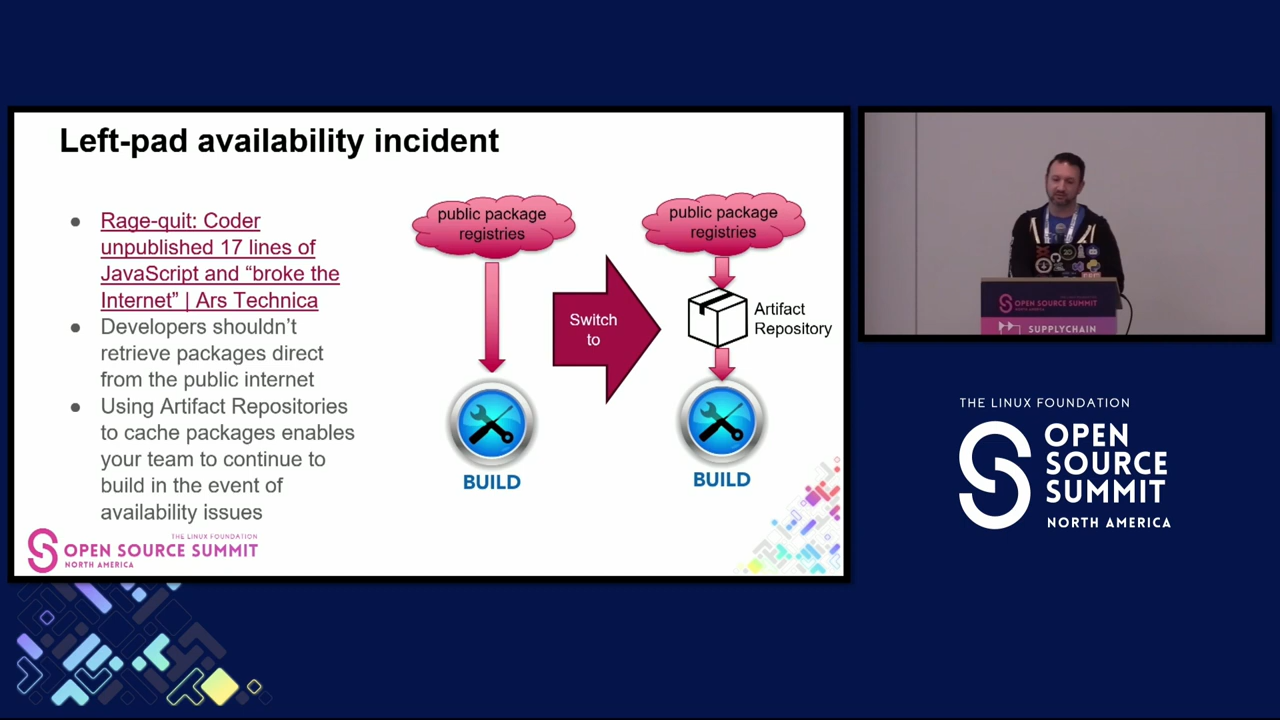 Left-pad availability incident
● Rage-quit: Coder
unpublished 17 lines of
JavaScript and “broke the
Internet” | Ars Technica
● Developers shouldn’t
retrieve packages direct
from the public internet
● Using Artifact Repositories
to cache packages enables
your team to continue to
build in the event of
availability issues
public package
registries
BUILD
Switch
to
public package
registries
Artifact
Repository
BUILD
THE LINUX FOUNDATION
OPEN SOURCE SUMMIT
NORTH AMERICA
OPEN SOURCE SUMMIT
NORTH AMERICA
SUPPLYCHAIN
THE LINUX FOUNDATION
OPEN
SOURCE
SUMMIT
NORTH AMERICA